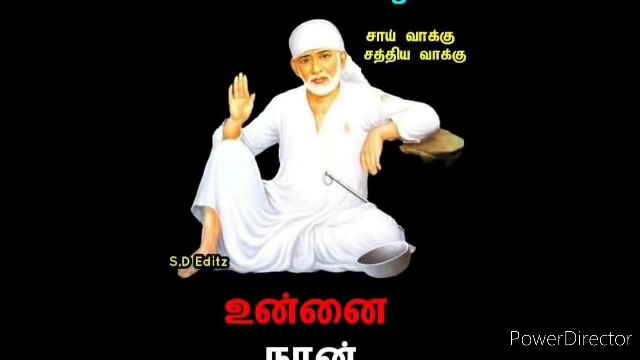 சாய் வாக்கு
சத்திய வாக்கு
S.D Editz
உன்னை
நான்
PowerDirector